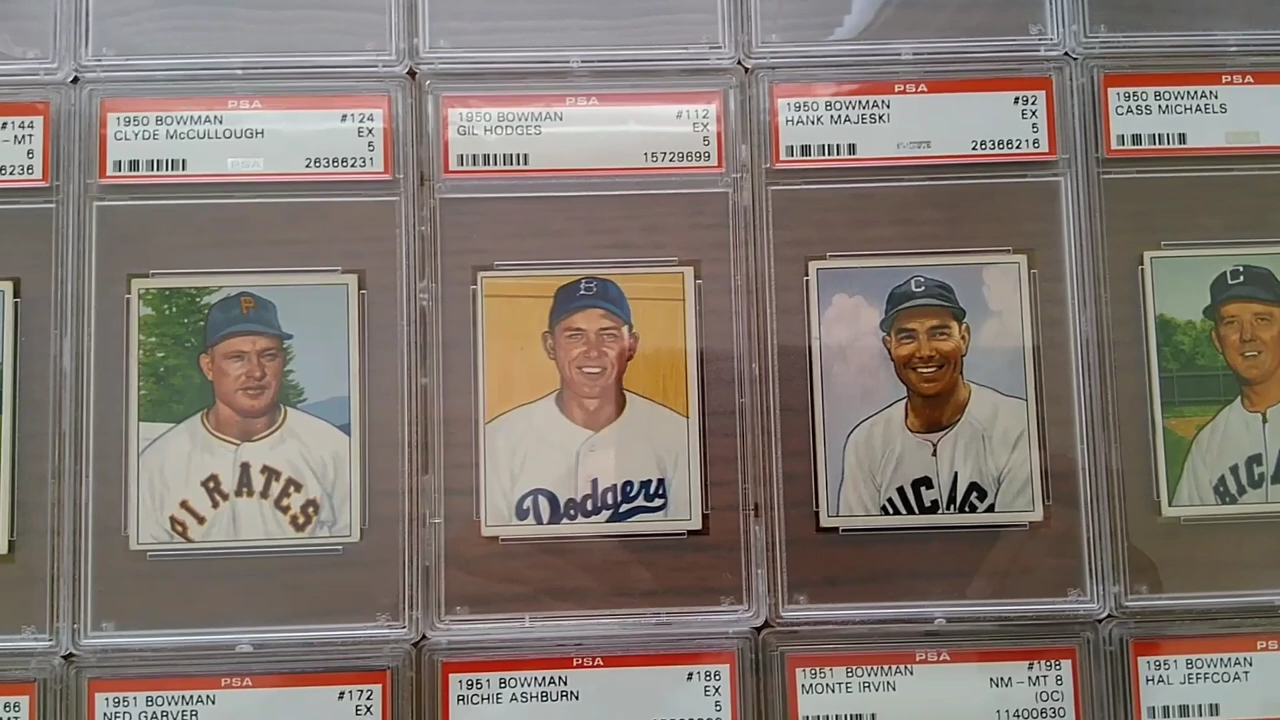 #144
-MT
6
6236
PSA
1950 BOWMAN #124
CLYDE McCULLOUGH EX
5
PSA 26366231
PSA
1950 BOWMAN #112
GIL HODGES EX
5
15729699
PSA
1950 BOWMAN #92
HANK MAJESKI EX
5
26366216
PSA
1950 BOWMAN
CASS MICHAELS
P
PIRATES
B
Dodgers
C
CHICAG
C
HICA
66
PSA
1951 BOWMAN #172
NED GARVER EX
PSA
1951 BOWMAN #186
RICHIE ASHBURN EX
5
PSA
1951 BOWMAN #198
MONTE IRVIN NM-MT 8
(OC)
11400630
PS
1951 BOWMAN
HAL JEFFCOAT